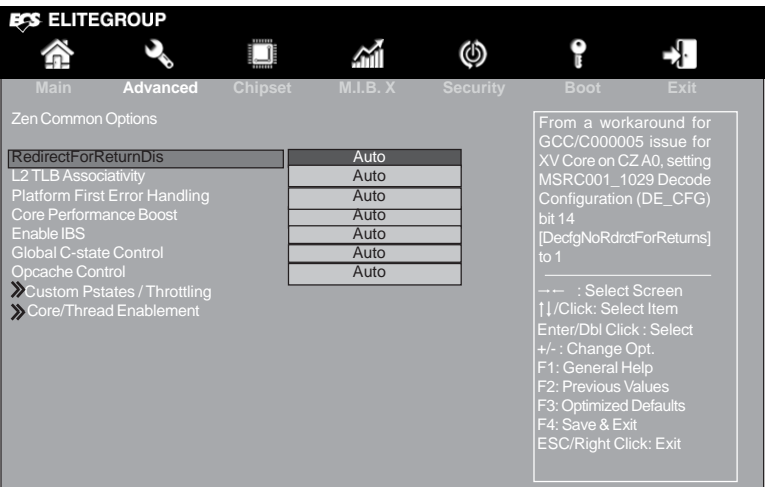 ECS ELITEGROUP
Main Advanced Chipset M.I.B. X Security Boot Exit
Zen Common Options
RedirectForReturnDis Auto
L2 TLB Associativity Auto
Platform First Error Handling Auto
Core Performance Boost Auto
Enable IBS Auto
Global C-state Control Auto
Opcache Control Auto
Custom Pstates / Throttling
Core/Thread Enablement
From a workaround for
GCC/C000005 issue for
XV Core on CZ A0, setting
MSRC001_1029 Decode
Configuration (DE_CFG)
bit 14
[DecfgNoRdrctForReturns]
to 1
→← : Select Screen
↑↓/Click: Select Item
Enter/Dbl Click : Select
+/- : Change Opt.
F1: General Help
F2: Previous Values
F3: Optimized Defaults
F4: Save & Exit
ESC/Right Click: Exit